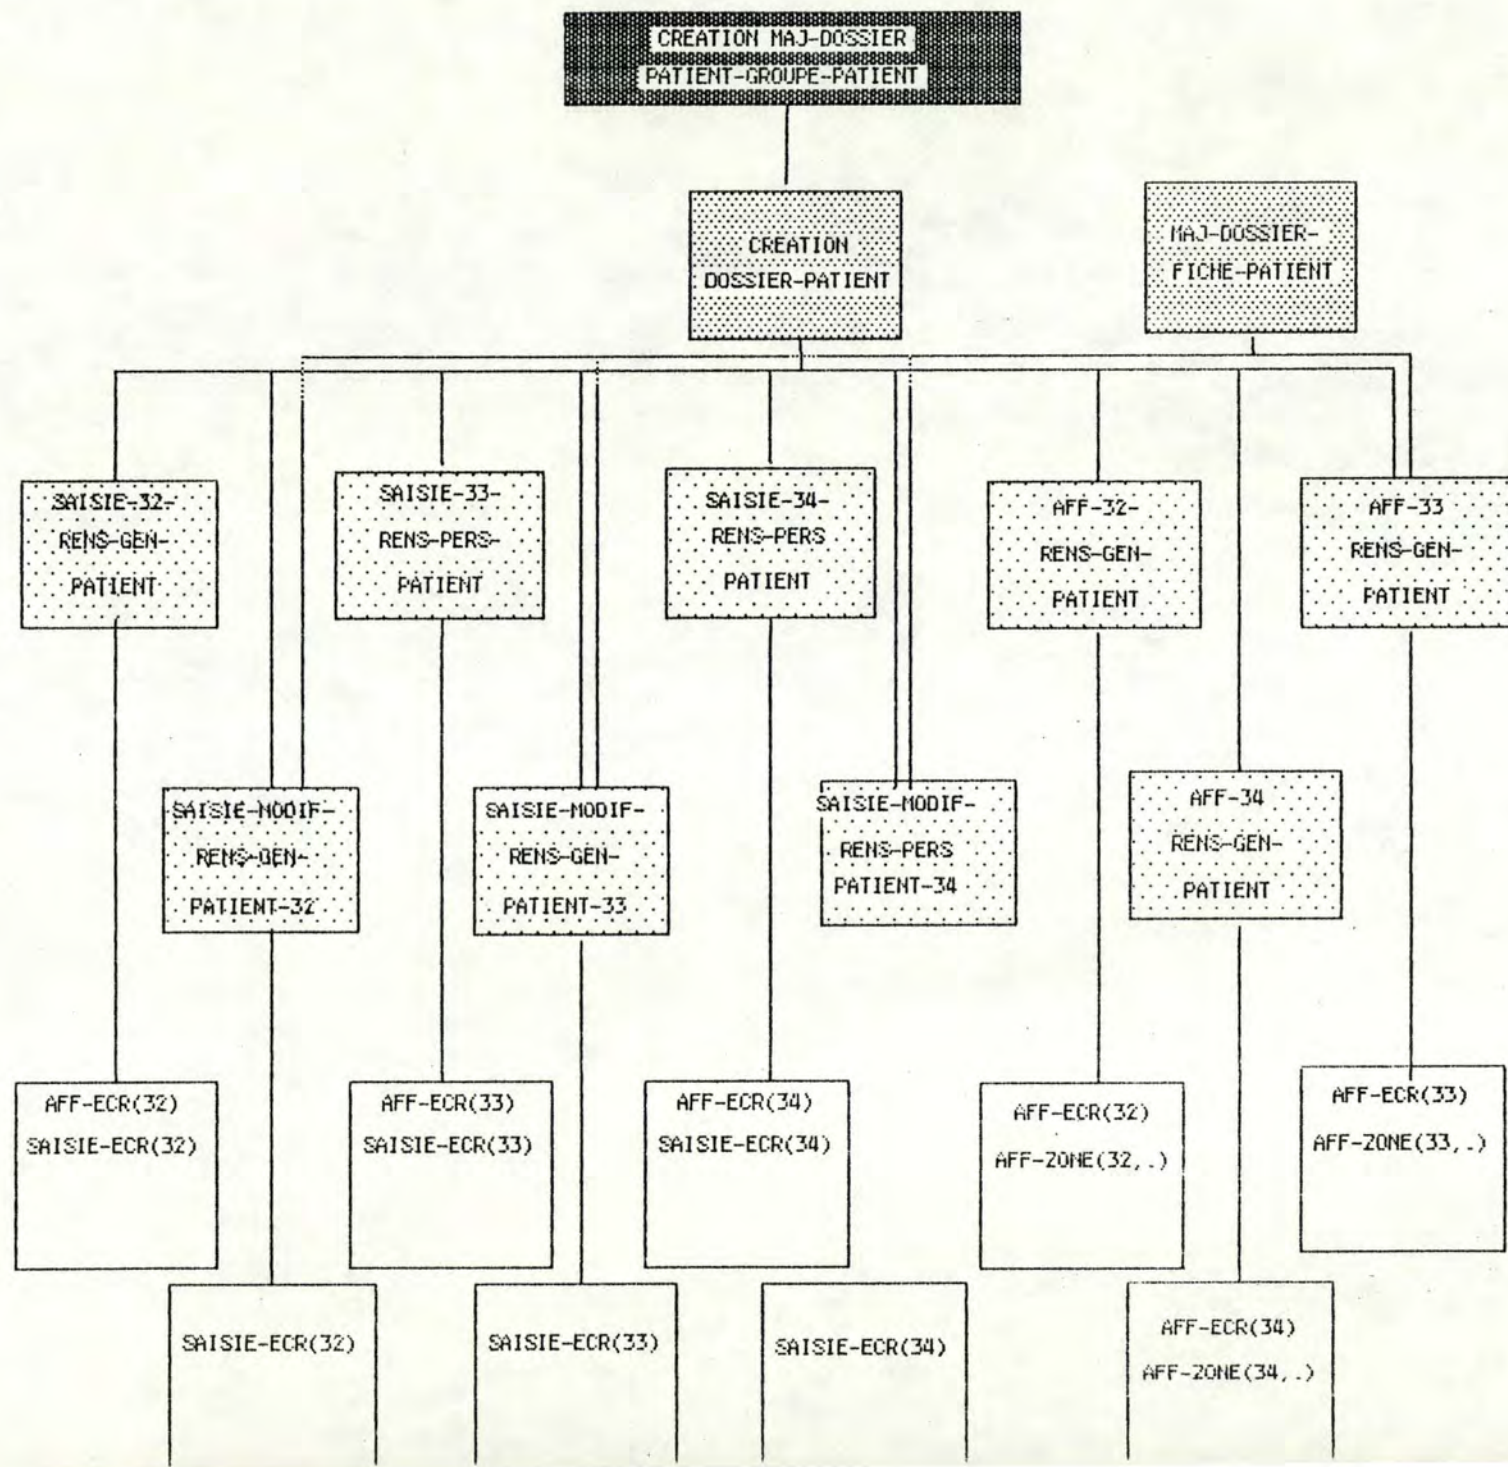 CREATION MAJ-DOSSIER
PATIENT-GROUPE-PATIENT
CREATION
DOSSIER-PATIENT
MAJ-DOSSIER-
FICHE-PATIENT
SAISIE-32-
RENS-GEN-
PATIENT
SAISIE-33-
RENS-PERS-
PATIENT
SAISIE-34-
RENS-PERS
PATIENT
AFF-32-
RENS-GEN-
PATIENT
AFF-33
RENS-GEN-
PATIENT
SAISIE-MODIF-
RENS-GEN-
PATIENT-32
SAISIE-MODIF-
RENS-GEN-
PATIENT-33
SAISIE-MODIF-
RENS-PERS
PATIENT-34
AFF-34
RENS-GEN-
PATIENT
AFF-ECR(32)
SAISIE-ECR(32)
AFF-ECR(33)
SAISIE-ECR(33)
AFF-ECR(34)
SAISIE-ECR(34)
AFF-ECR(32)
AFF-ZONE(32,.)
AFF-ECR(33)
AFF-ZONE(33,.)
SAISIE-ECR(32)
SAISIE-ECR(33)
SAISIE-ECR(34)
AFF-ECR(34)
AFF-ZONE(34,.)